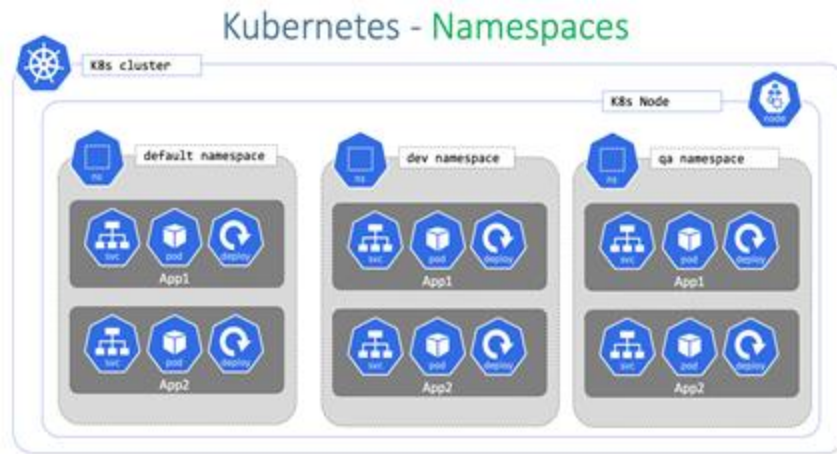 Kubernetes - Namespaces
K8s cluster
K8s Node
node
default namespace
ns
dev namespace
ns
qa namespace
ns
svc pod deploy
App1
svc pod deploy
App1
svc pod deploy
App1
svc pod deploy
App2
svc pod deploy
App2
svc pod deploy
App2